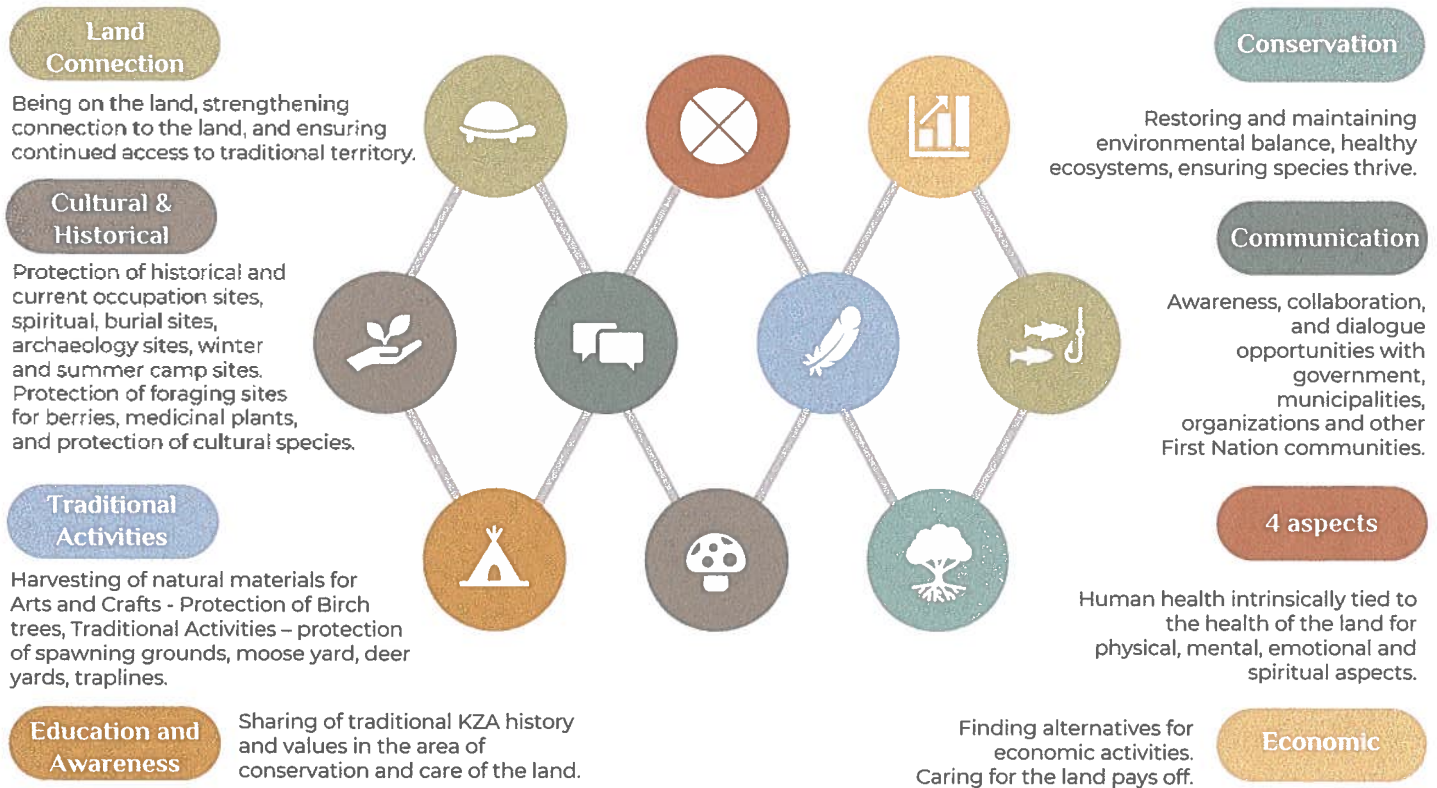 Land
Connection
Being on the land, strengthening
connection to the land, and ensuring
continued access to traditional territory.
Cultural &
Historical
Protection of historical and
current occupation sites,
spiritual, burial sites,
archaeology sites, winter
and summer camp sites.
Protection of foraging sites
for berries, medicinal plants,
and protection of cultural species.
Traditional
Activities
Harvesting of natural materials for
Arts and Crafts - Protection of Birch
trees, Traditional Activities – protection
of spawning grounds, moose yard, deer
yards, traplines.
Education and
Awareness
Sharing of traditional KZA history
and values in the area of
conservation and care of the land.
Conservation
Restoring and maintaining
environmental balance, healthy
ecosystems, ensuring species thrive.
Communication
Awareness, collaboration,
and dialogue
opportunities with
government,
municipalities,
organizations and other
First Nation communities.
4 aspects
Human health intrinsically tied to
the health of the land for
physical, mental, emotional and
spiritual aspects.
Economic
Finding alternatives for
economic activities.
Caring for the land pays off.